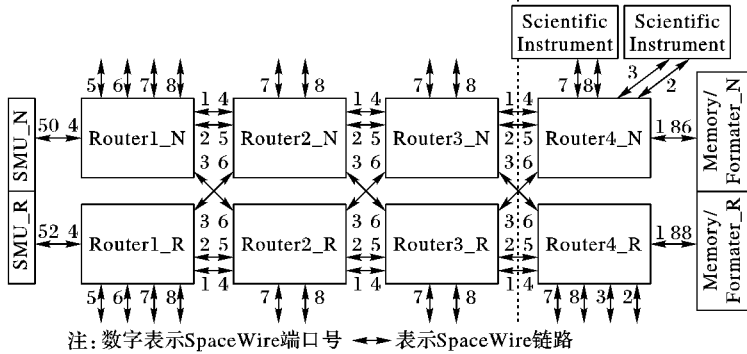 Scientific Instrument
Scientific Instrument
5 6 7 8
7 8
7 8
7 8
3
2
SMU_N
50 4
Router1_N
1 4
2 5
3 6
Router2_N
1 4
2 5
3 6
Router3_N
1 4
2 5
3 6
Router4_N
1 86
Memory/
Formater_N
SMU_R
52 4
Router1_R
3 6
2 5
1 4
Router2_R
3 6
2 5
1 4
Router3_R
3 6
2 5
1 4
Router4_R
1 88
Memory/
Formater_R
5 6 7 8
7 8
7 8
7 8 3 2
注: 数字表示SpaceWire端口号 表示SpaceWire链路